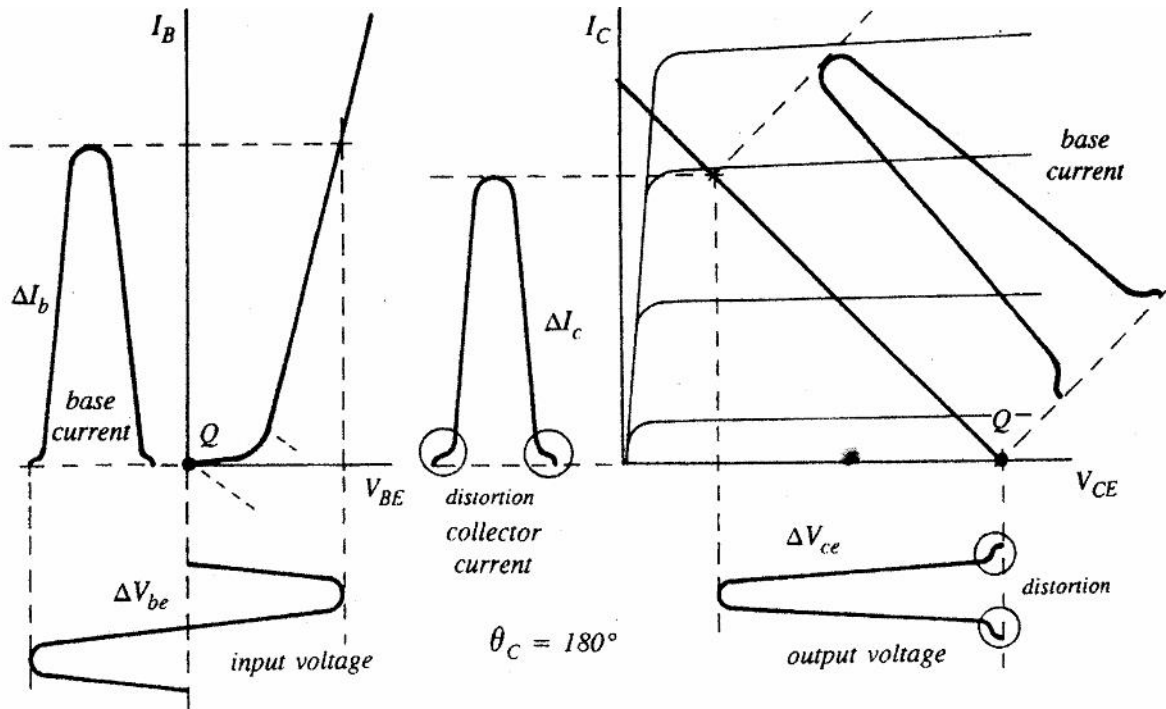 I_B
ΔI_b
base
current
Q
V_BE
ΔV_be
input voltage
ΔI_c
distortion
collector
current
θ_C = 180°
I_C
base
current
Q
V_CE
ΔV_ce
distortion
output voltage